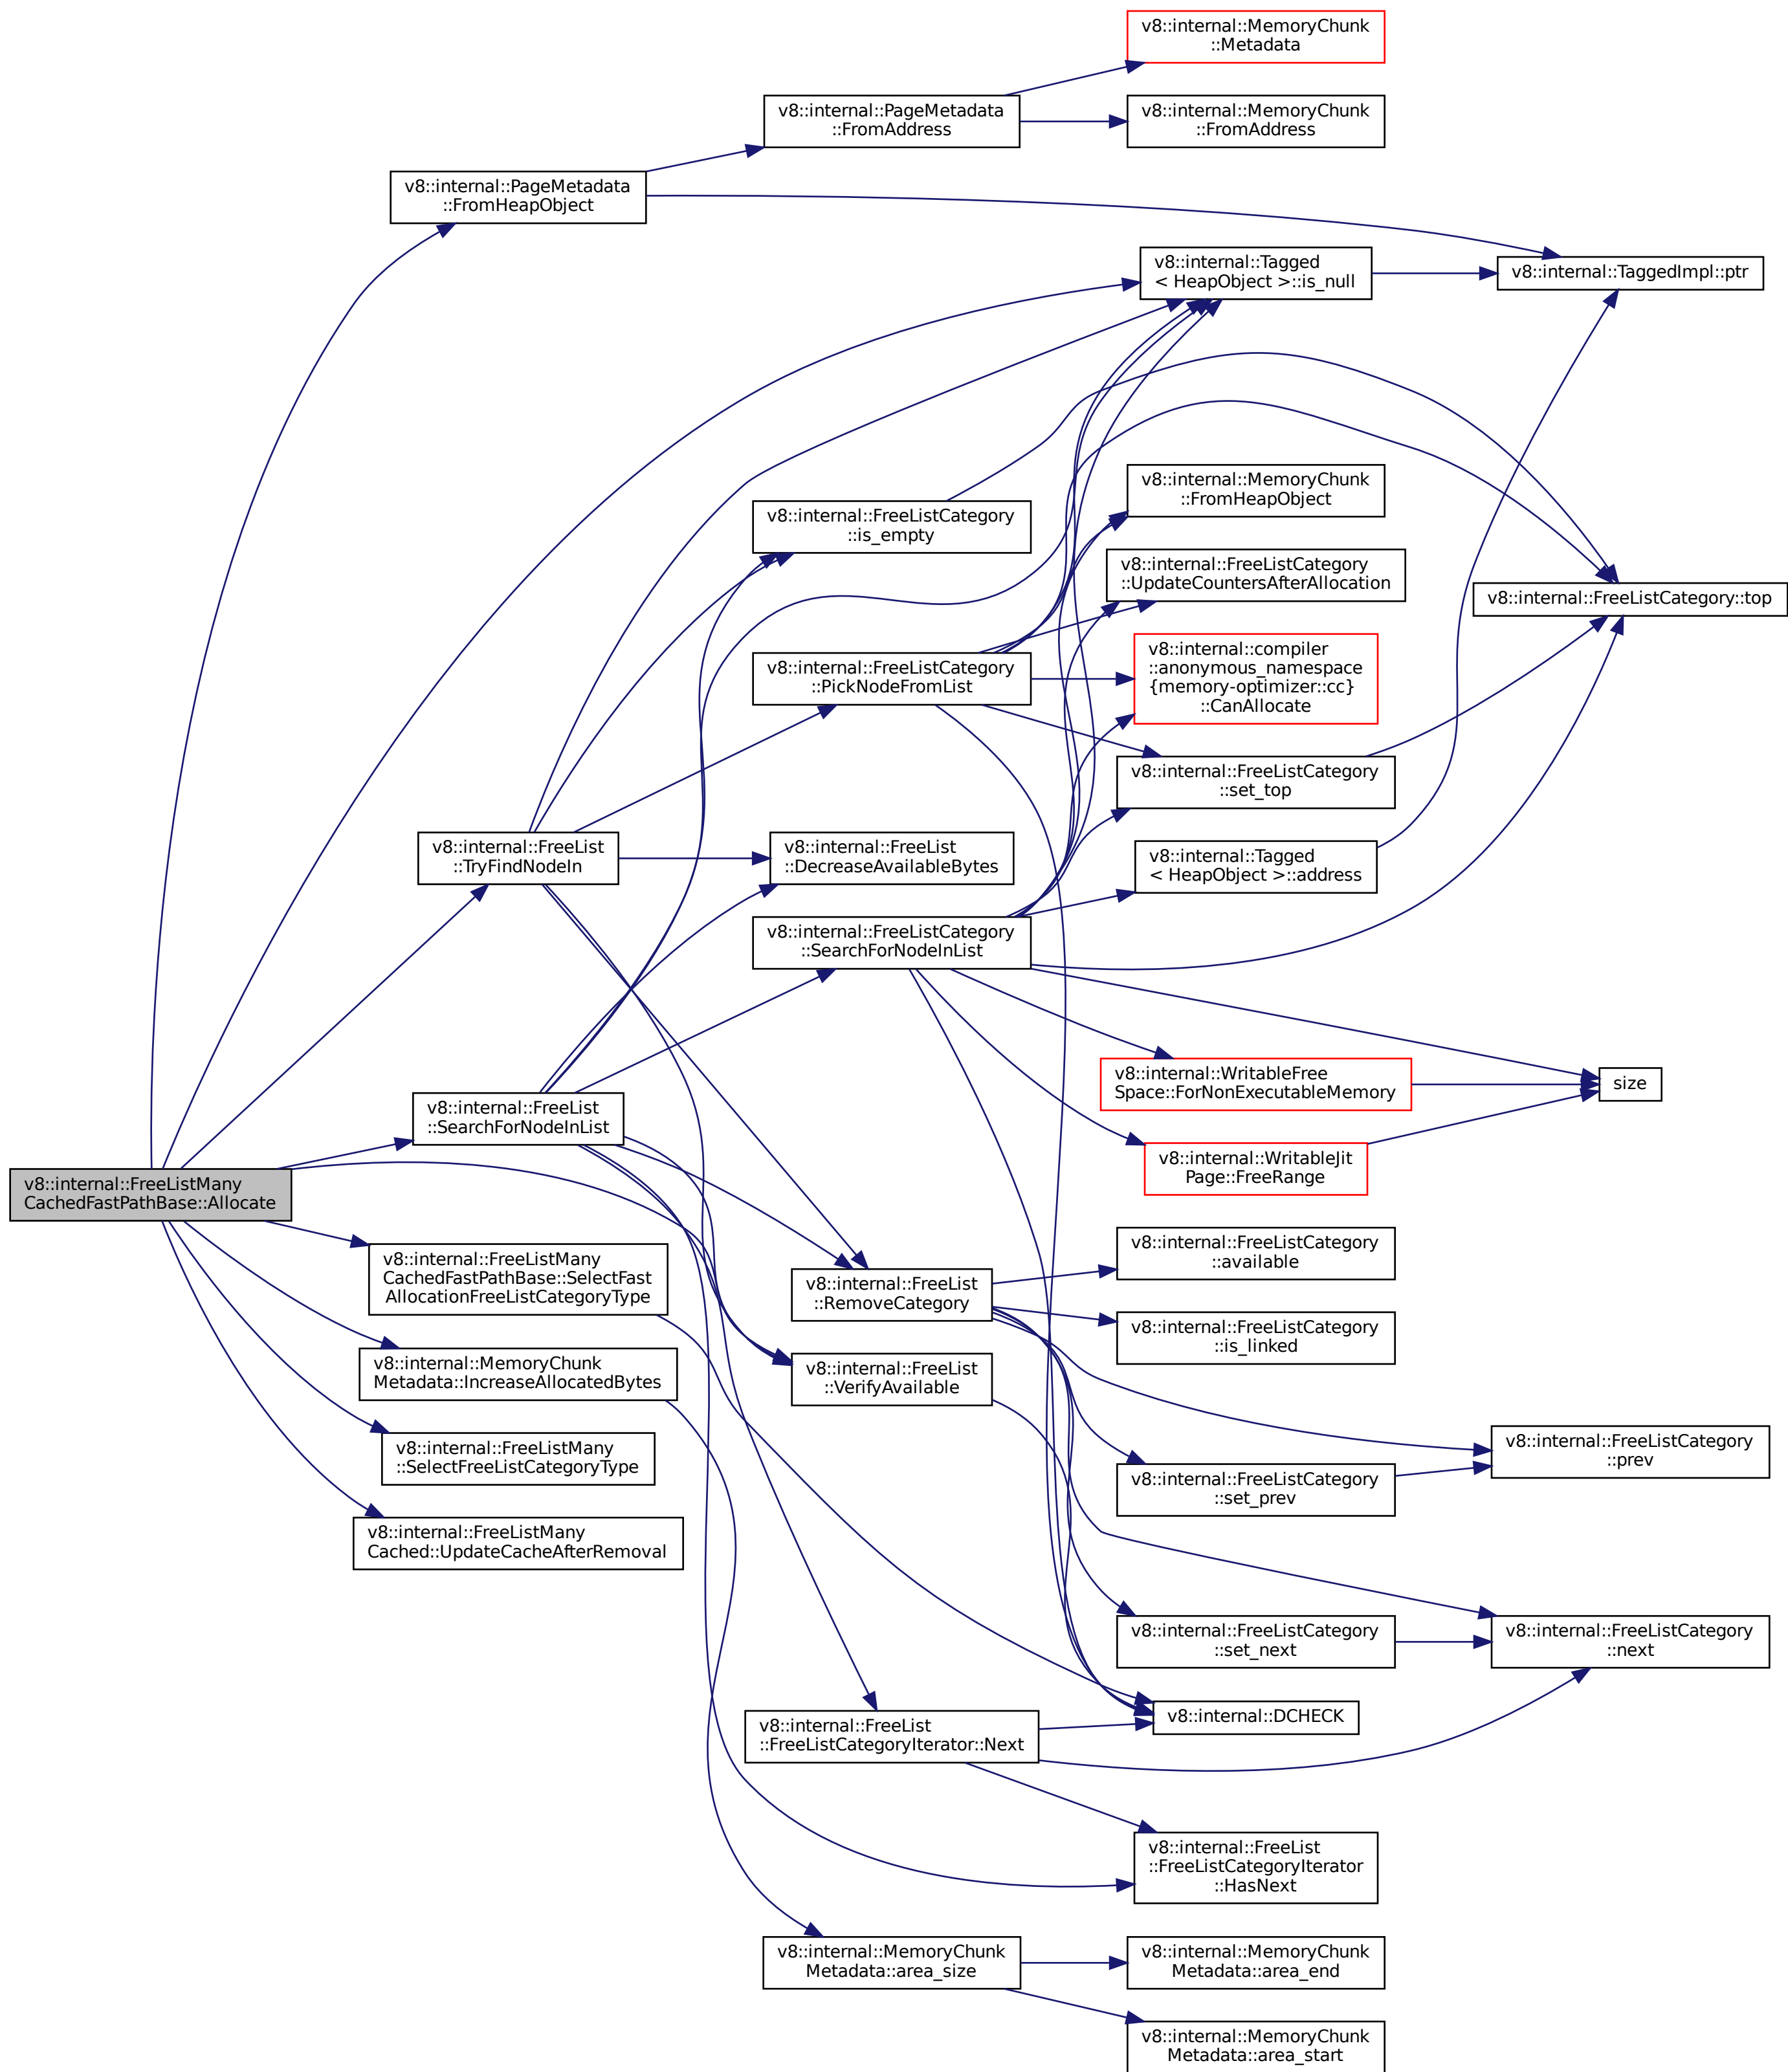 v8::internal::MemoryChunk
::Metadata
v8::internal::PageMetadata
::FromAddress
v8::internal::MemoryChunk
::FromAddress
v8::internal::PageMetadata
::FromHeapObject
v8::internal::Tagged
< HeapObject >::is_null
v8::internal::TaggedImpl::ptr
v8::internal::MemoryChunk
::FromHeapObject
v8::internal::FreeListCategory
::is_empty
v8::internal::FreeListCategory
::UpdateCountersAfterAllocation
v8::internal::FreeListCategory::top
v8::internal::FreeListCategory
::PickNodeFromList
v8::internal::compiler
::anonymous_namespace
{memory-optimizer::cc}
::CanAllocate
v8::internal::FreeListCategory
::set_top
v8::internal::FreeList
::TryFindNodeIn
v8::internal::FreeList
::DecreaseAvailableBytes
v8::internal::Tagged
< HeapObject >::address
v8::internal::FreeListCategory
::SearchForNodeInList
v8::internal::WritableFree
Space::ForNonExecutableMemory
size
v8::internal::FreeList
::SearchForNodeInList
v8::internal::WritableJit
Page::FreeRange
v8::internal::FreeListMany
CachedFastPathBase::Allocate
v8::internal::FreeListCategory
::available
v8::internal::FreeListMany
CachedFastPathBase::SelectFast
AllocationFreeListCategoryType
v8::internal::FreeList
::RemoveCategory
v8::internal::FreeListCategory
::is_linked
v8::internal::MemoryChunk
Metadata::IncreaseAllocatedBytes
v8::internal::FreeList
::VerifyAvailable
v8::internal::FreeListMany
::SelectFreeListCategoryType
v8::internal::FreeListCategory
::prev
v8::internal::FreeListCategory
::set_prev
v8::internal::FreeListMany
Cached::UpdateCacheAfterRemoval
v8::internal::FreeListCategory
::set_next
v8::internal::FreeListCategory
::next
v8::internal::DCHECK
v8::internal::FreeList
::FreeListCategoryIterator::Next
v8::internal::FreeList
::FreeListCategoryIterator
::HasNext
v8::internal::MemoryChunk
Metadata::area_size
v8::internal::MemoryChunk
Metadata::area_end
v8::internal::MemoryChunk
Metadata::area_start